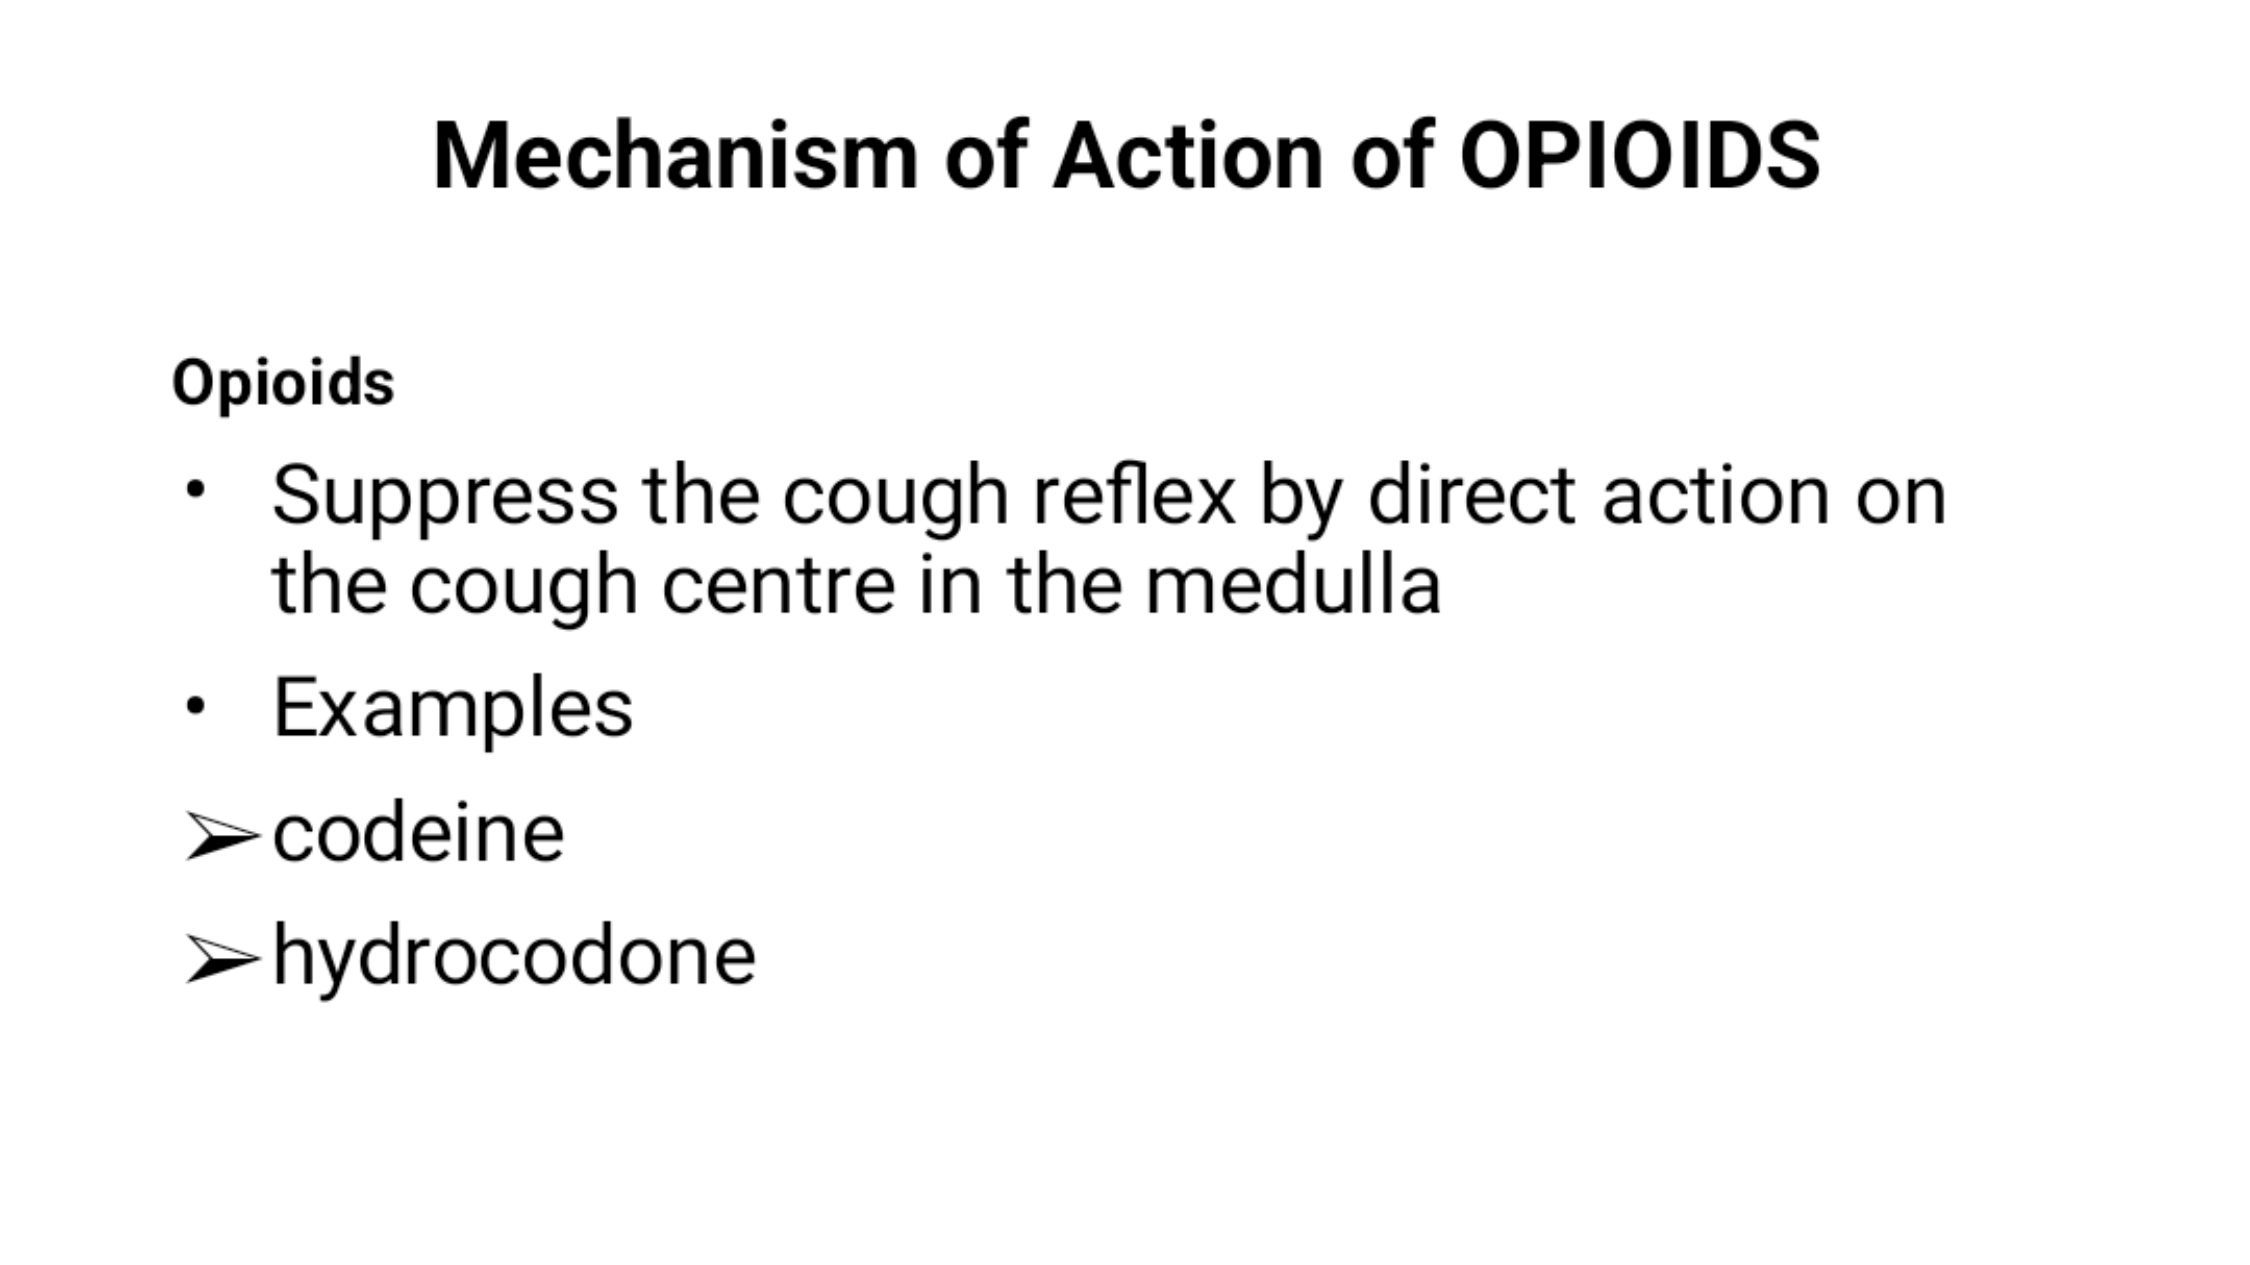 Mechanism of Action of OPIOIDS
Opioids
• Suppress the cough reflex by direct action on
the cough centre in the medulla
• Examples
➢codeine
➢hydrocodone